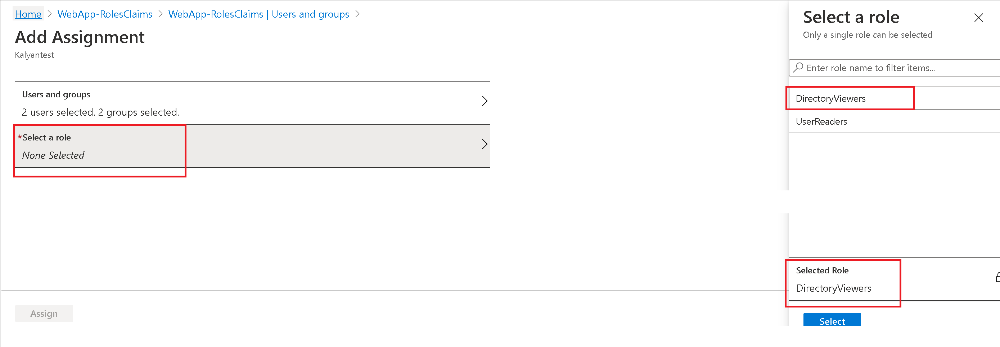 Home > WebApp-RolesClaims > WebApp-RolesClaims | Users and groups >
Add Assignment
Kalyantest
Users and groups
2 users selected. 2 groups selected.
*Select a role
None Selected
Assign
Select a role
Only a single role can be selected
Enter role name to filter items...
DirectoryViewers
UserReaders
Selected Role
DirectoryViewers
Select